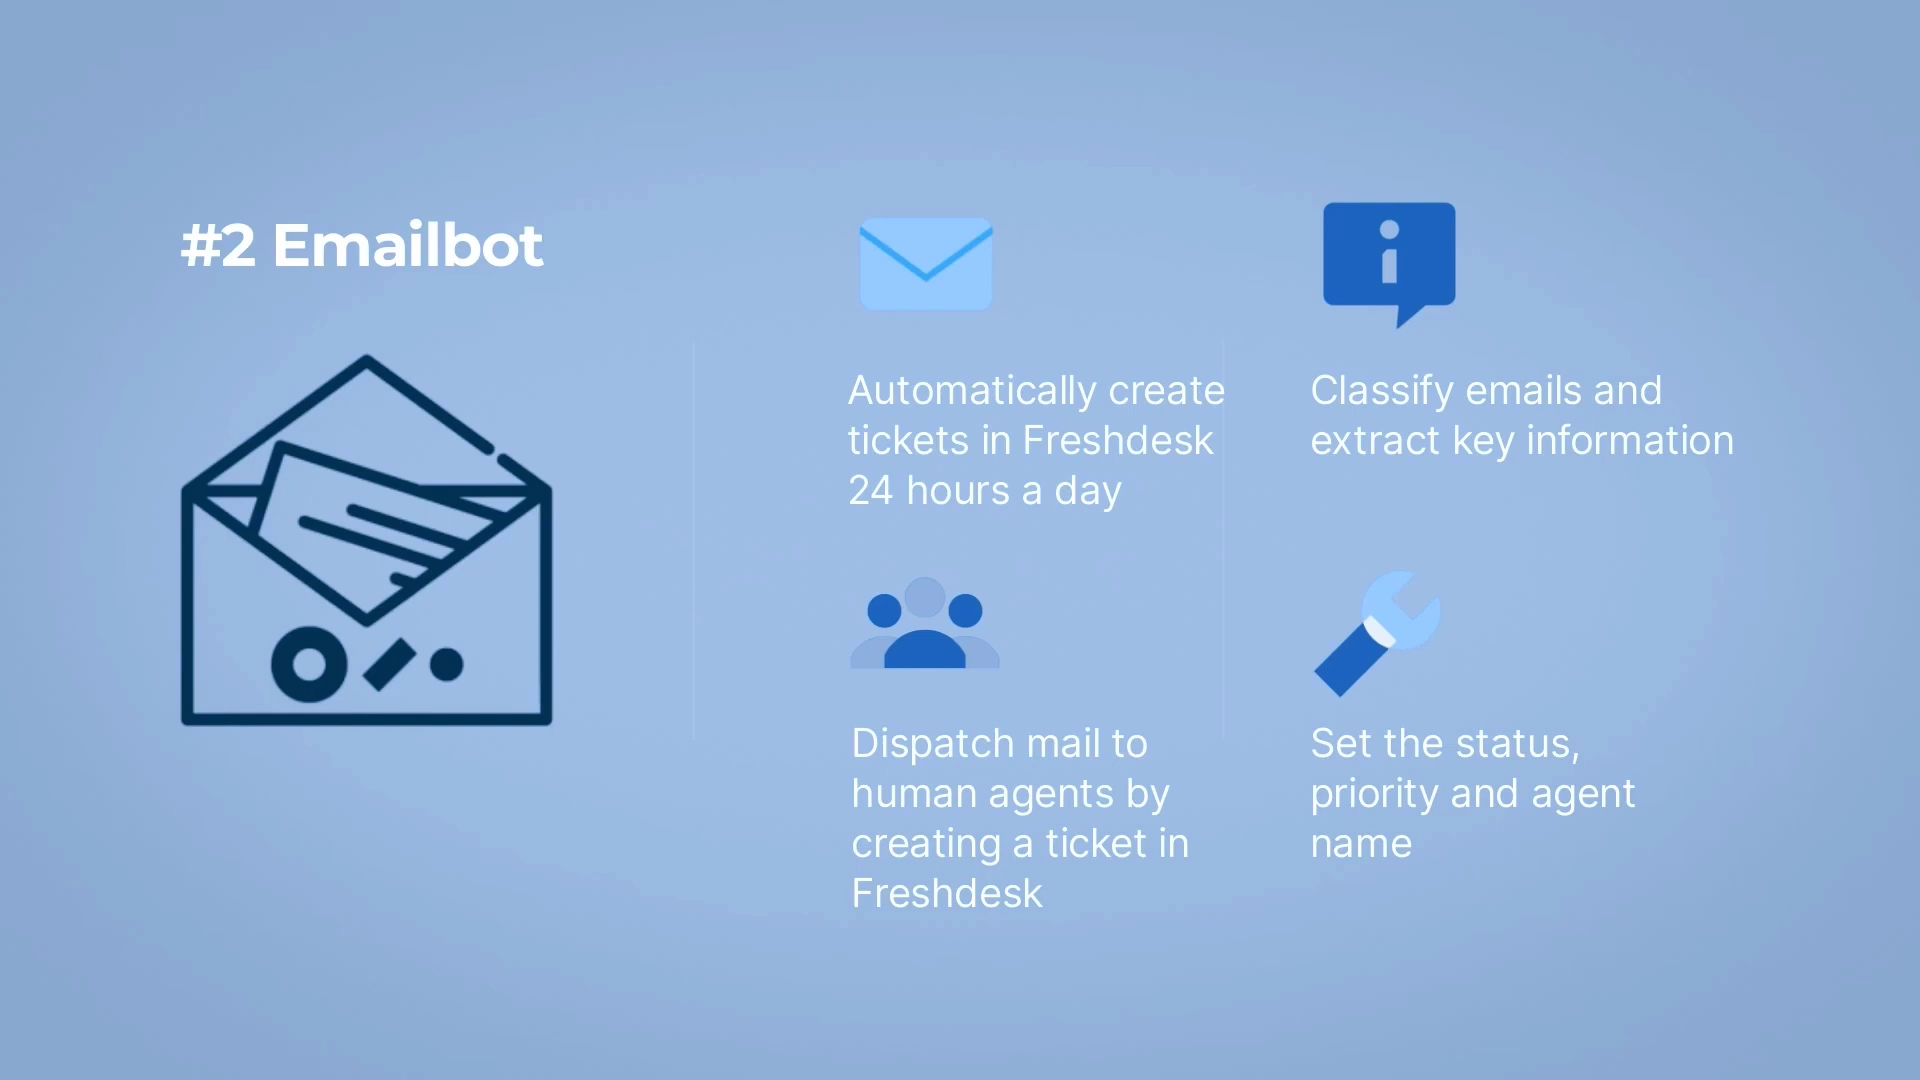 #2 Emailbot
Automatically create
tickets in Freshdesk
24 hours a day
Classify emails and
extract key information
Dispatch mail to
human agents by
creating a ticket in
Freshdesk
Set the status,
priority and agent
name